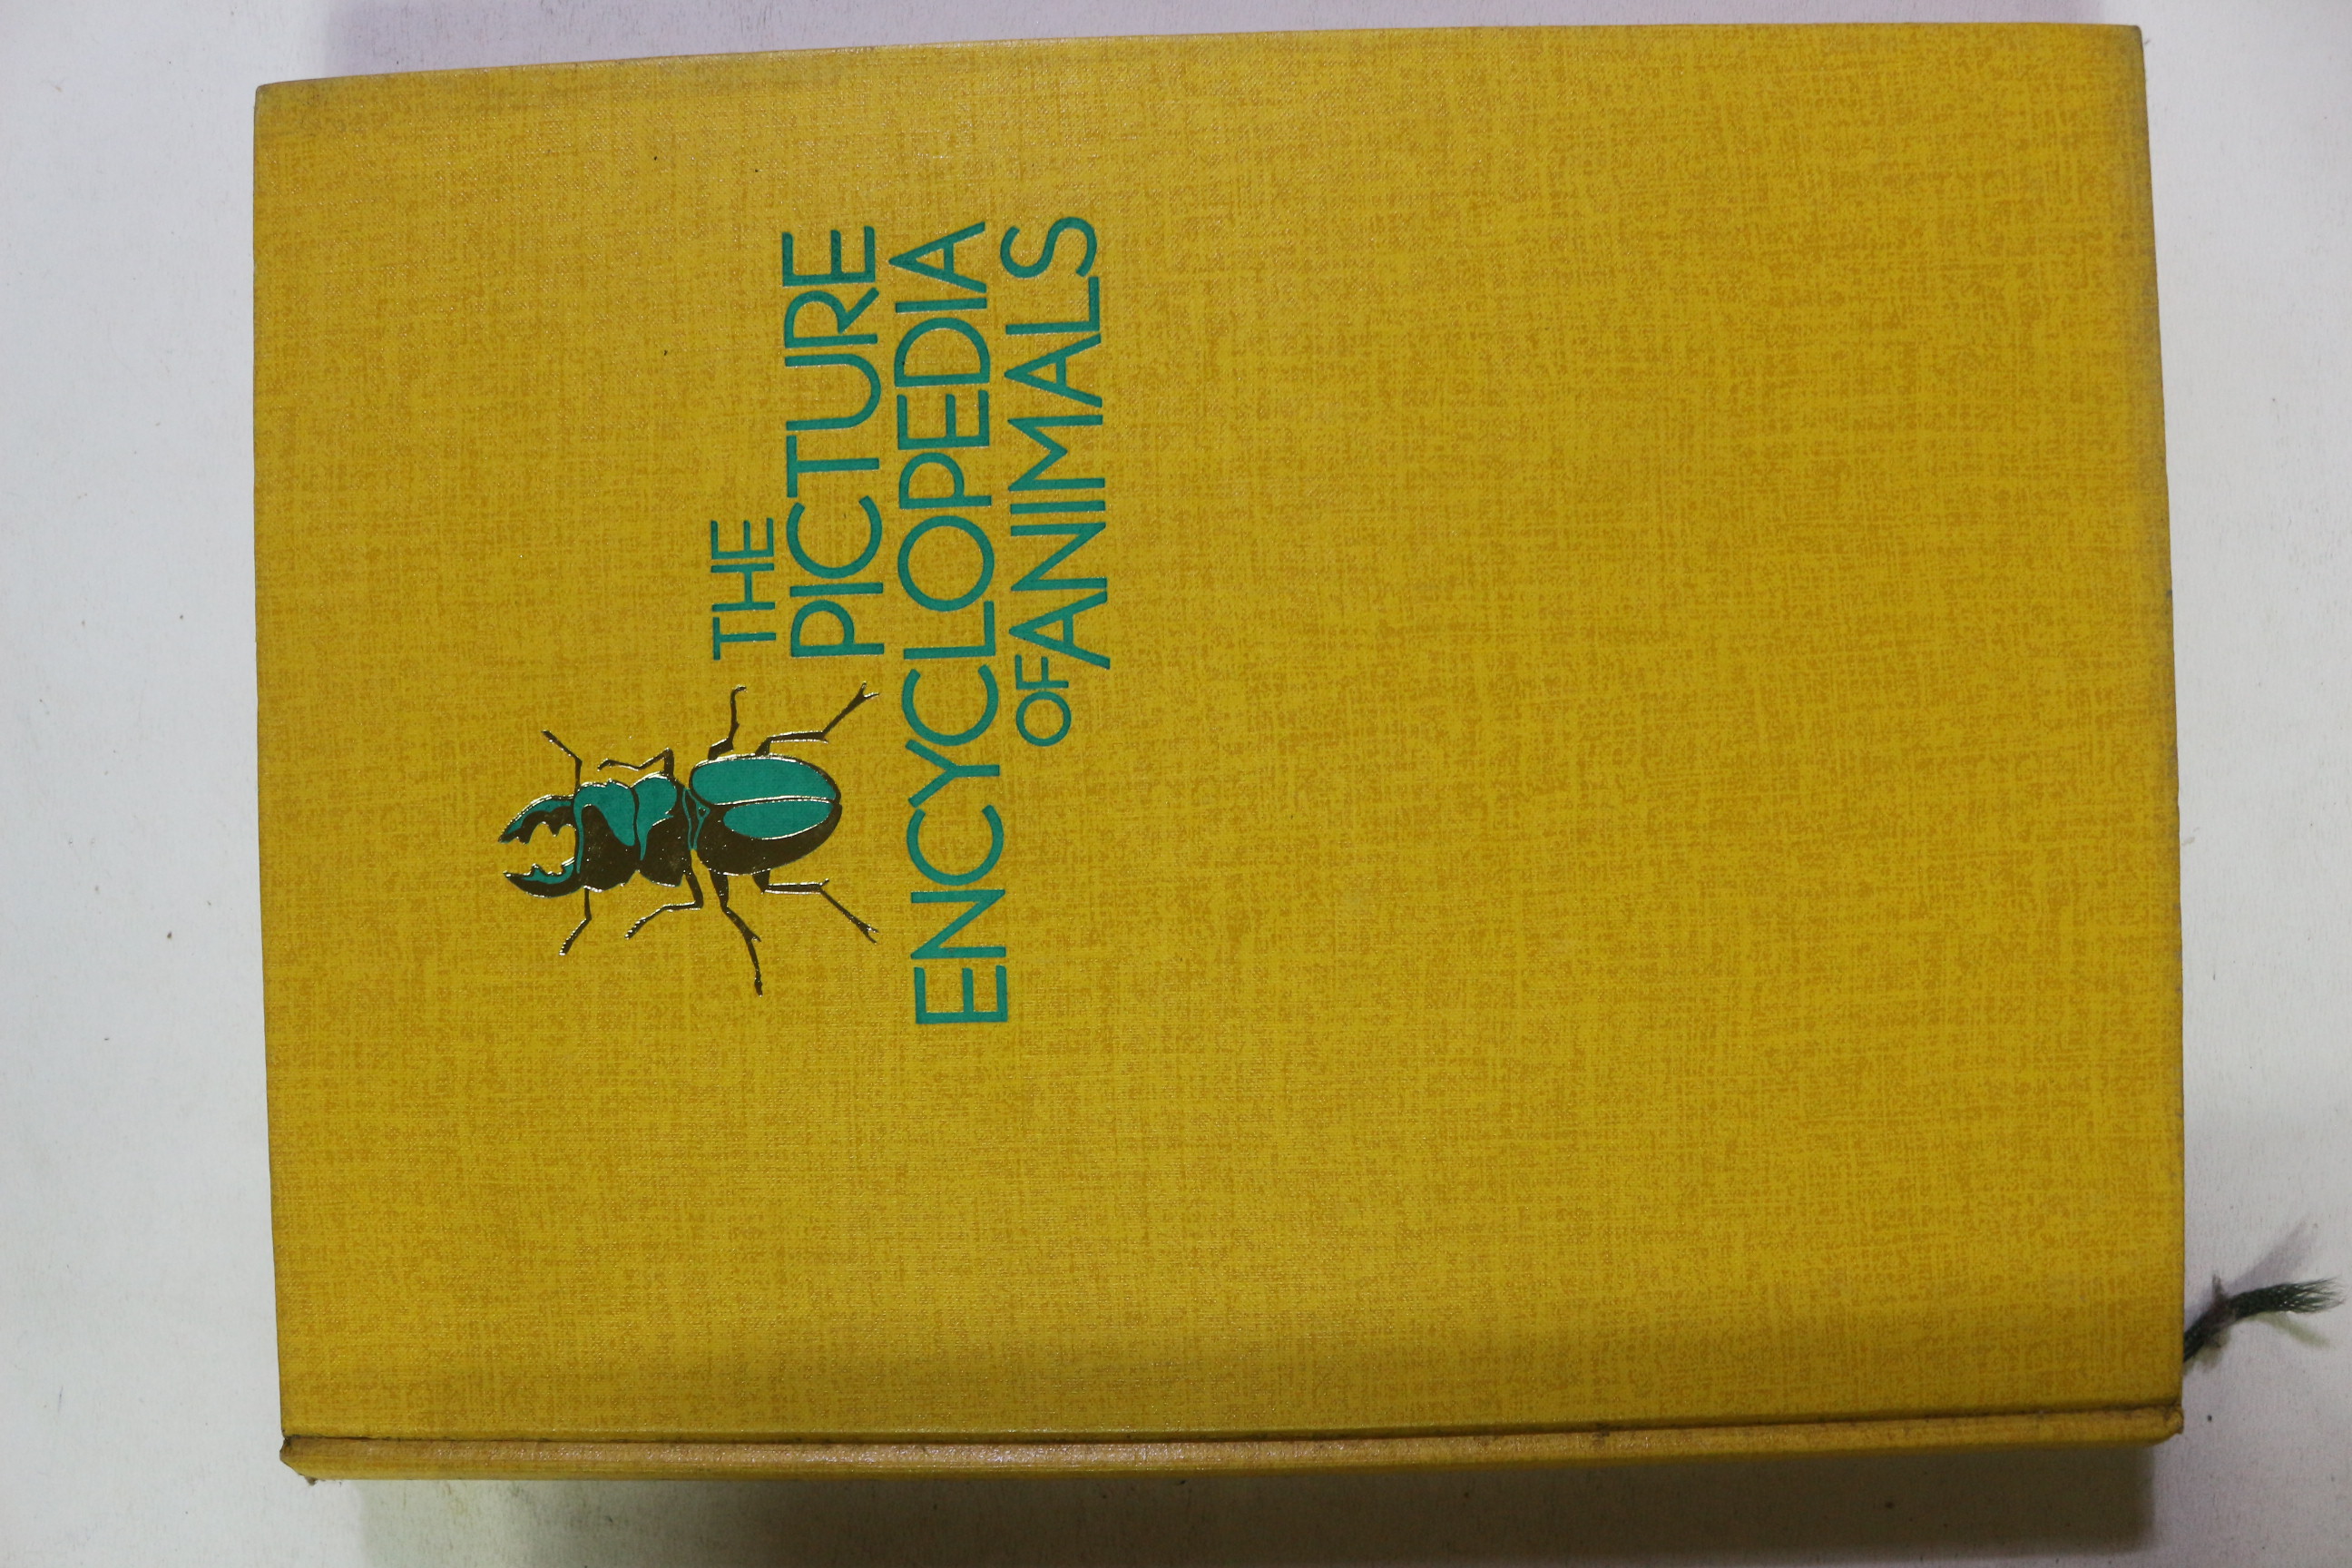 THE
PICTURE
ENCYCLOPEDIA
OF ANIMALS